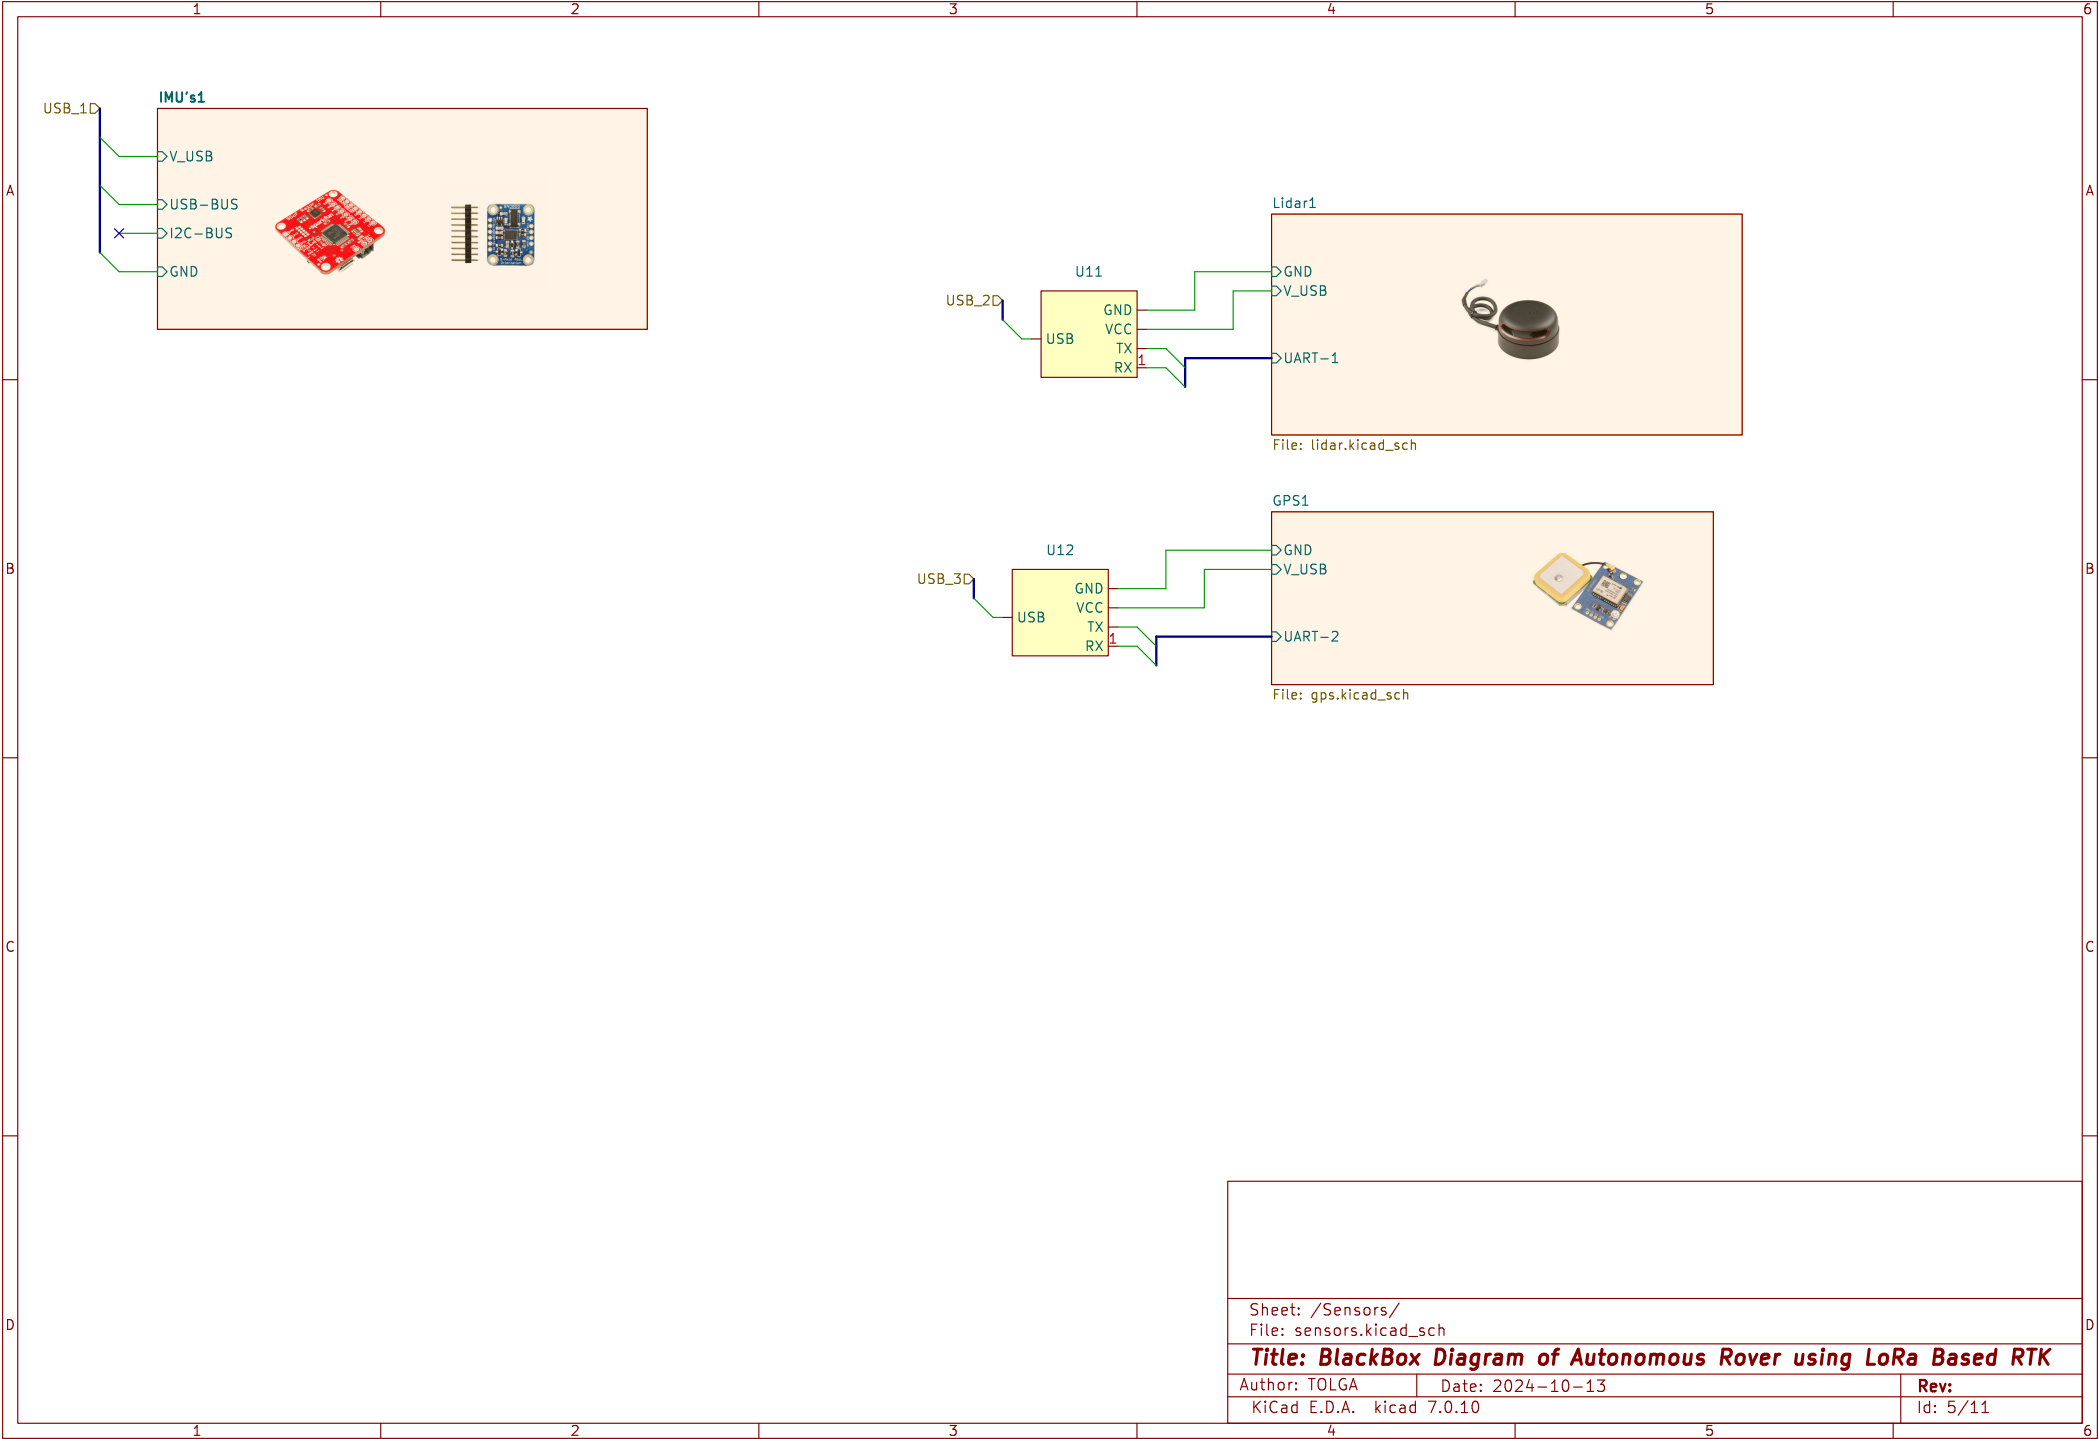 1 2 3 4 5 6
USB_1
IMU's1
V_USB
A
USB-BUS
I2C-BUS
GND
A
Lidar1
GND
V_USB
UART-1
File: lidar.kicad_sch
U11
USB_2
USB
GND
VCC
TX
RX
1
GPS1
GND
V_USB
UART-2
File: gps.kicad_sch
U12
USB_3
USB
GND
VCC
TX
RX
1
B
B
C
C
D
D
Sheet: /Sensors/
File: sensors.kicad_sch
Title: BlackBox Diagram of Autonomous Rover using LoRa Based RTK
Author: TOLGA
Date: 2024-10-13
Rev:
KiCad E.D.A. kicad 7.0.10
Id: 5/11
1 2 3 4 5 6